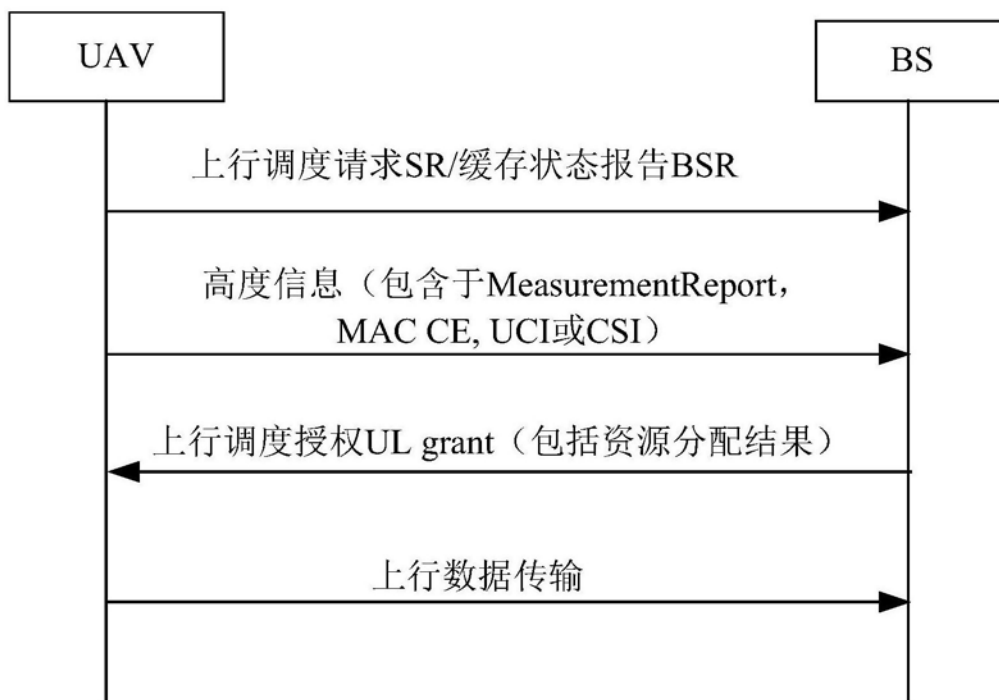 UAV
BS
上行调度请求SR/缓存状态报告BSR
高度信息（包含于MeasurementReport，
MAC CE, UCI或CSI）
上行调度授权UL grant（包括资源分配结果）
上行数据传输